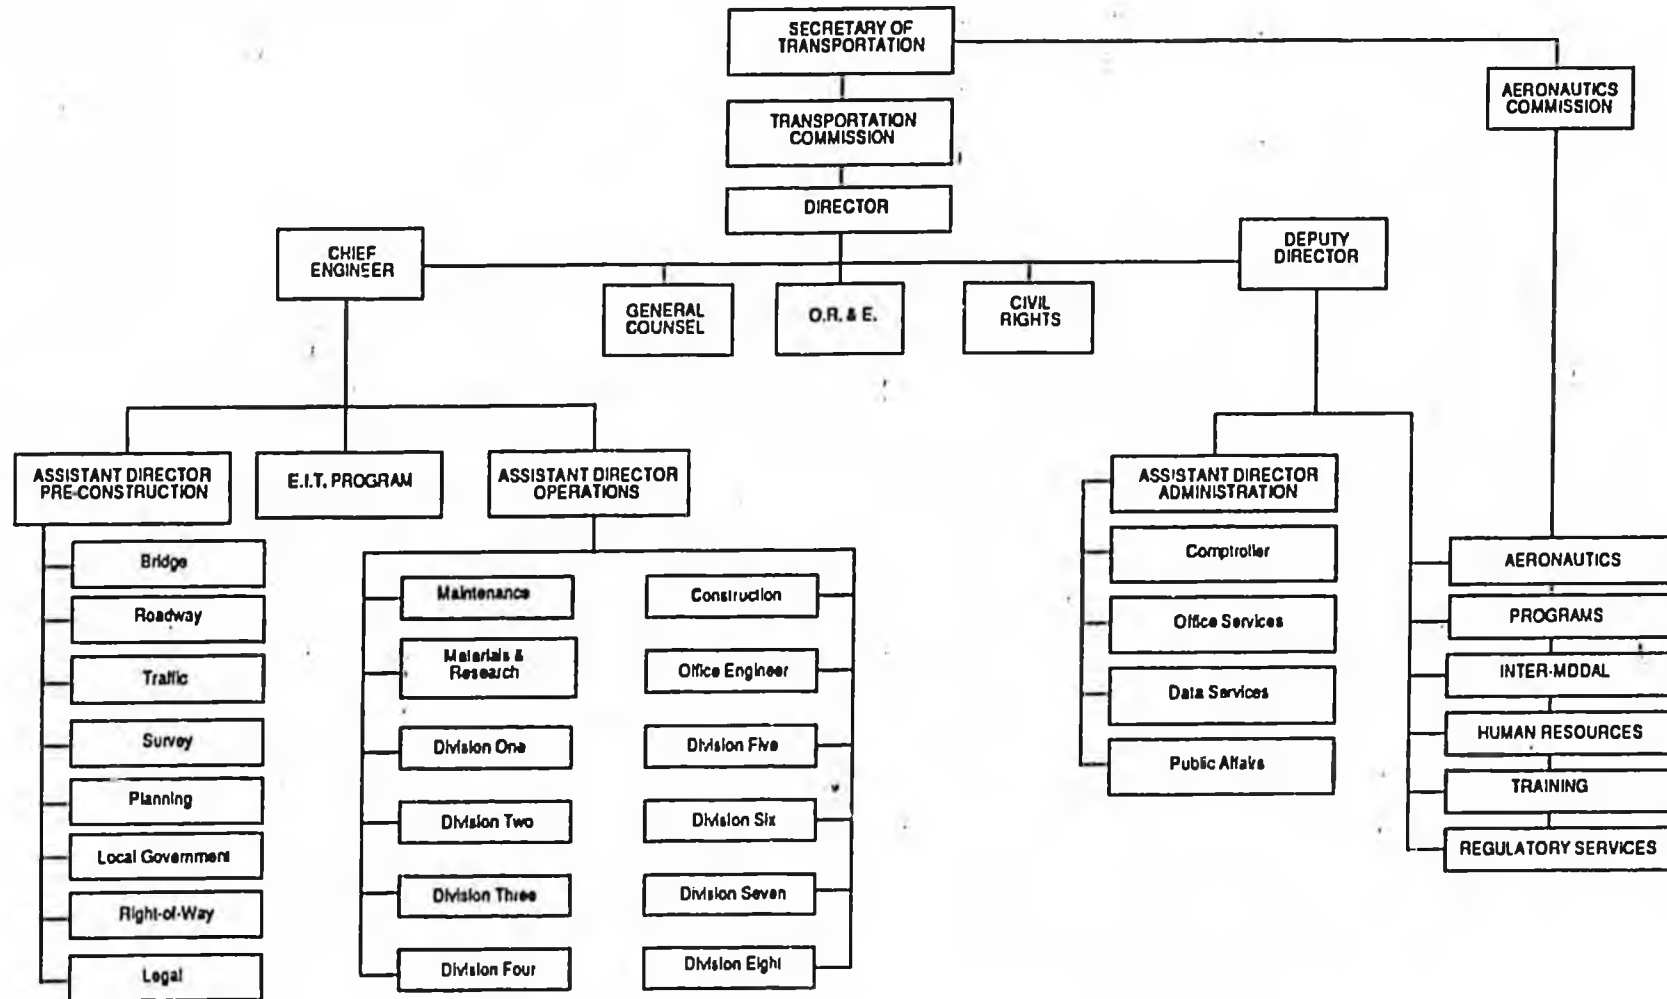 SECRETARY OF
TRANSPORTATION
AERONAUTICS
COMMISSION
TRANSPORTATION
COMMISSION
DIRECTOR
CHIEF
ENGINEER
DEPUTY
DIRECTOR
GENERAL
COUNSEL
O.R. & E.
CIVIL
RIGHTS
ASSISTANT DIRECTOR
PRE-CONSTRUCTION
E.I.T. PROGRAM
ASSISTANT DIRECTOR
OPERATIONS
ASSISTANT DIRECTOR
ADMINISTRATION
Bridge
Roadway
Traffic
Survey
Planning
Local Government
Right-of-Way
Legal
Maintenance
Materials &
Research
Division One
Division Two
Division Three
Division Four
Construction
Office Engineer
Division Five
Division Six
Division Seven
Division Eight
Comptroller
Office Services
Data Services
Public Affairs
AERONAUTICS
PROGRAMS
INTER-MODAL
HUMAN RESOURCES
TRAINING
REGULATORY SERVICES